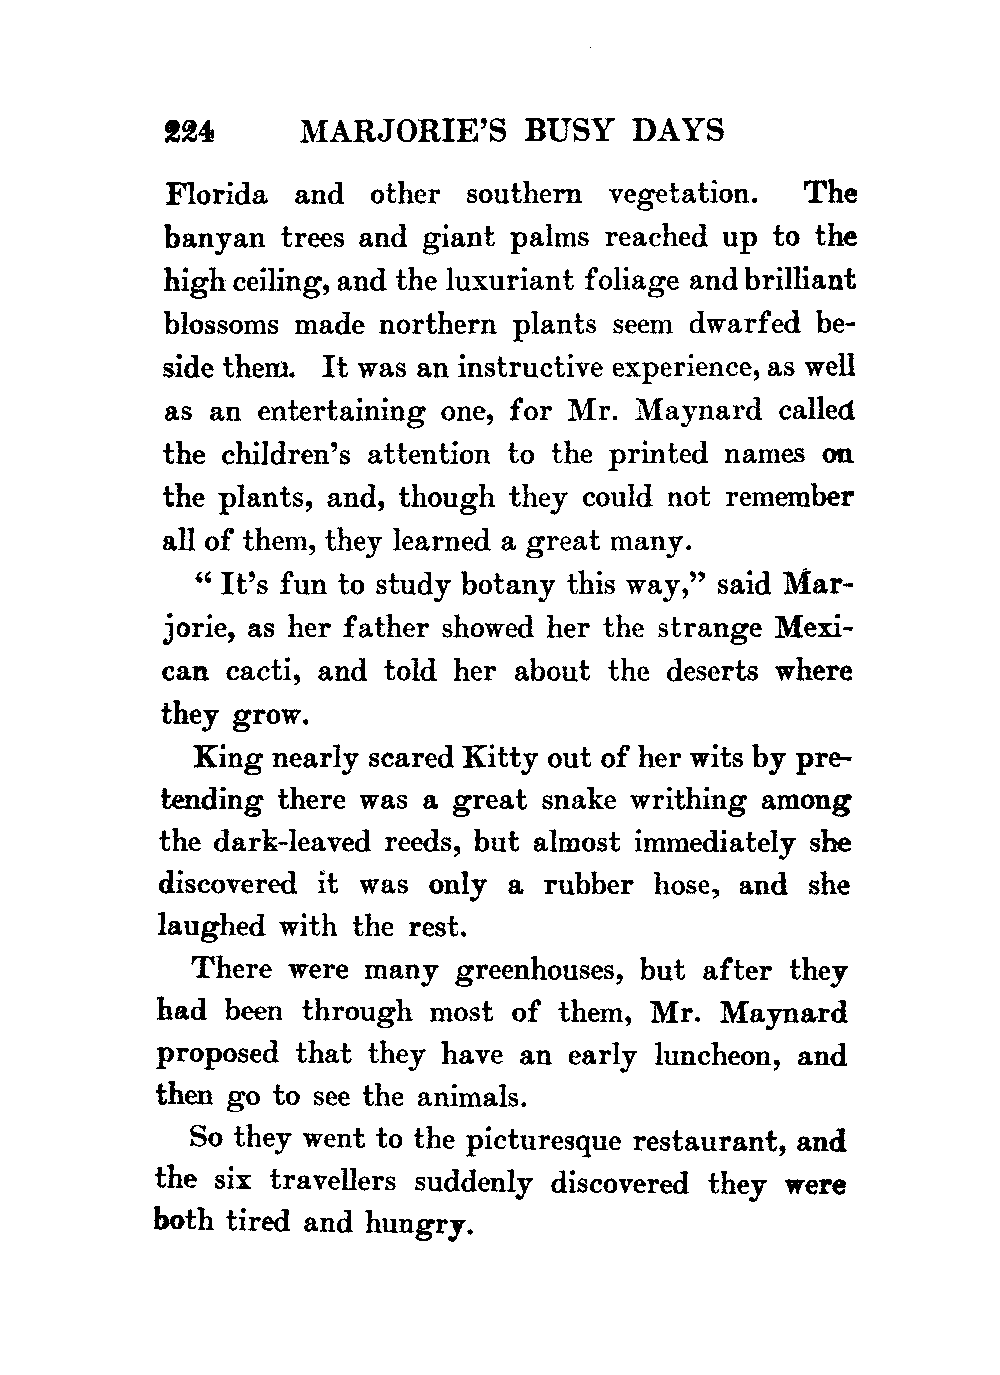 224 MARJORIE'S BUSY DAYS
Florida and other southern vegetation. The
banyan trees and giant palms reached up to the
high ceiling, and the luxuriant foliage and brilliant
blossoms made northern plants seem dwarfed be-
side them. It was an instructive experience, as well
as an entertaining one, for Mr. Maynard called
the children's attention to the printed names on
the plants, and, though they could not remember
all of them, they learned a great many.
" It's fun to study botany this way," said Mar-
jorie, as her father showed her the strange Mexi-
can cacti, and told her about the deserts where
they grow.
King nearly scared Kitty out of her wits by pre-
tending there was a great snake writhing among
the dark-leaved reeds, but almost immediately she
discovered it was only a rubber hose, and she
laughed with the rest.
There were many greenhouses, but after they
had been through most of them, Mr. Maynard
proposed that they have an early luncheon, and
then go to see the animals.
So they went to the picturesque restaurant, and
the six travellers suddenly discovered they were
both tired and hungry.